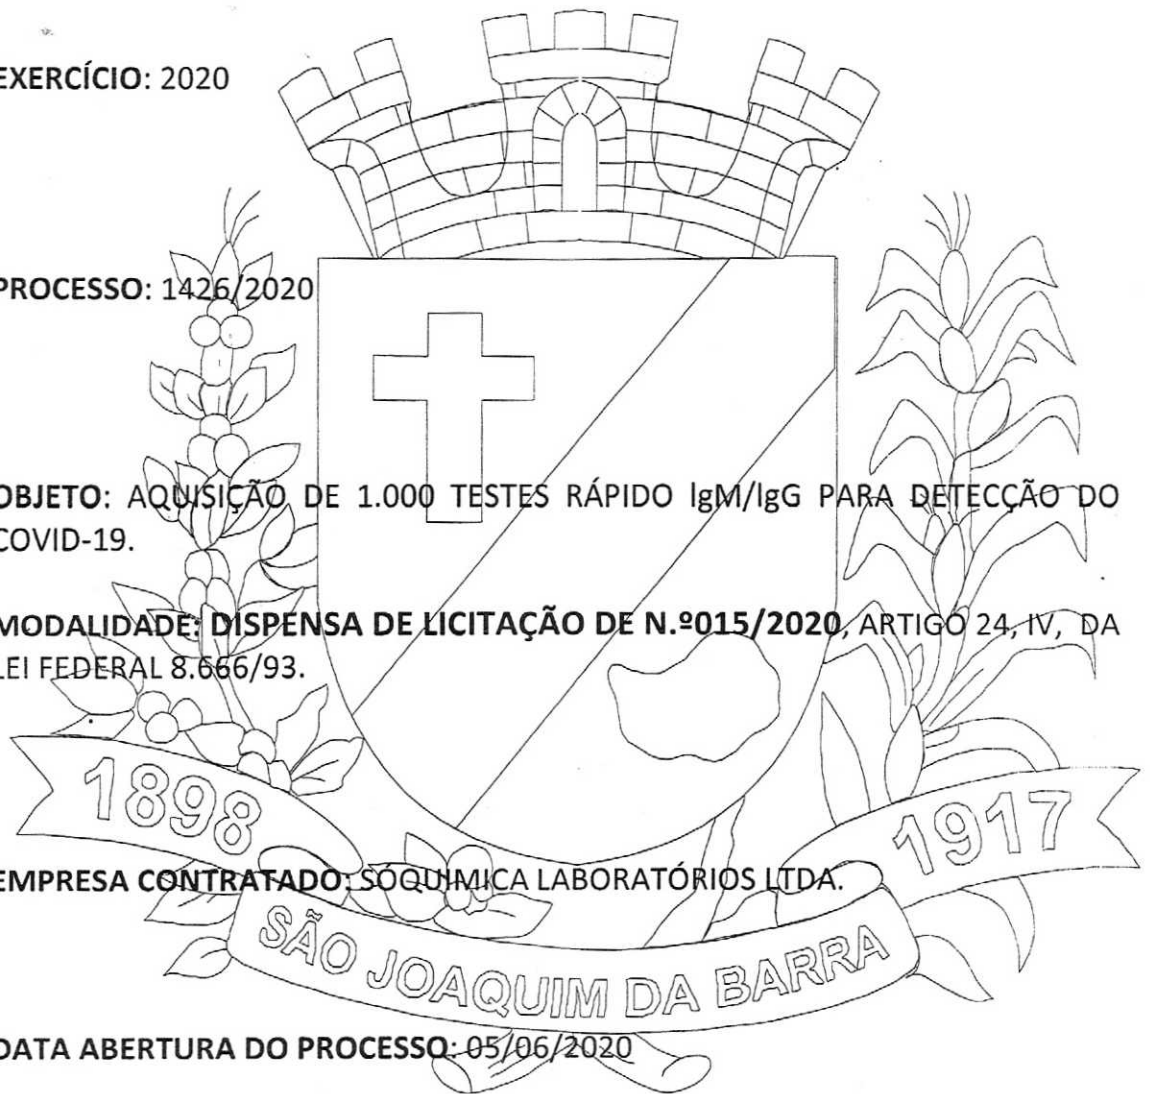 EXERCÍCIO: 2020
PROCESSO: 1426/2020
OBJETO: AQUISIÇÃO DE 1.000 TESTES RÁPIDO IgM/IgG PARA DETECÇÃO DO
COVID-19.
MODALIDADE: DISPENSA DE LICITAÇÃO DE N.º015/2020, ARTIGO 24, IV, DA
LEI FEDERAL 8.666/93.
1898
1917
EMPRESA CONTRATADO: SÓQUIMICA LABORATÓRIOS LTDA.
SÃO JOAQUIM DA BARRA
DATA ABERTURA DO PROCESSO: 05/06/2020